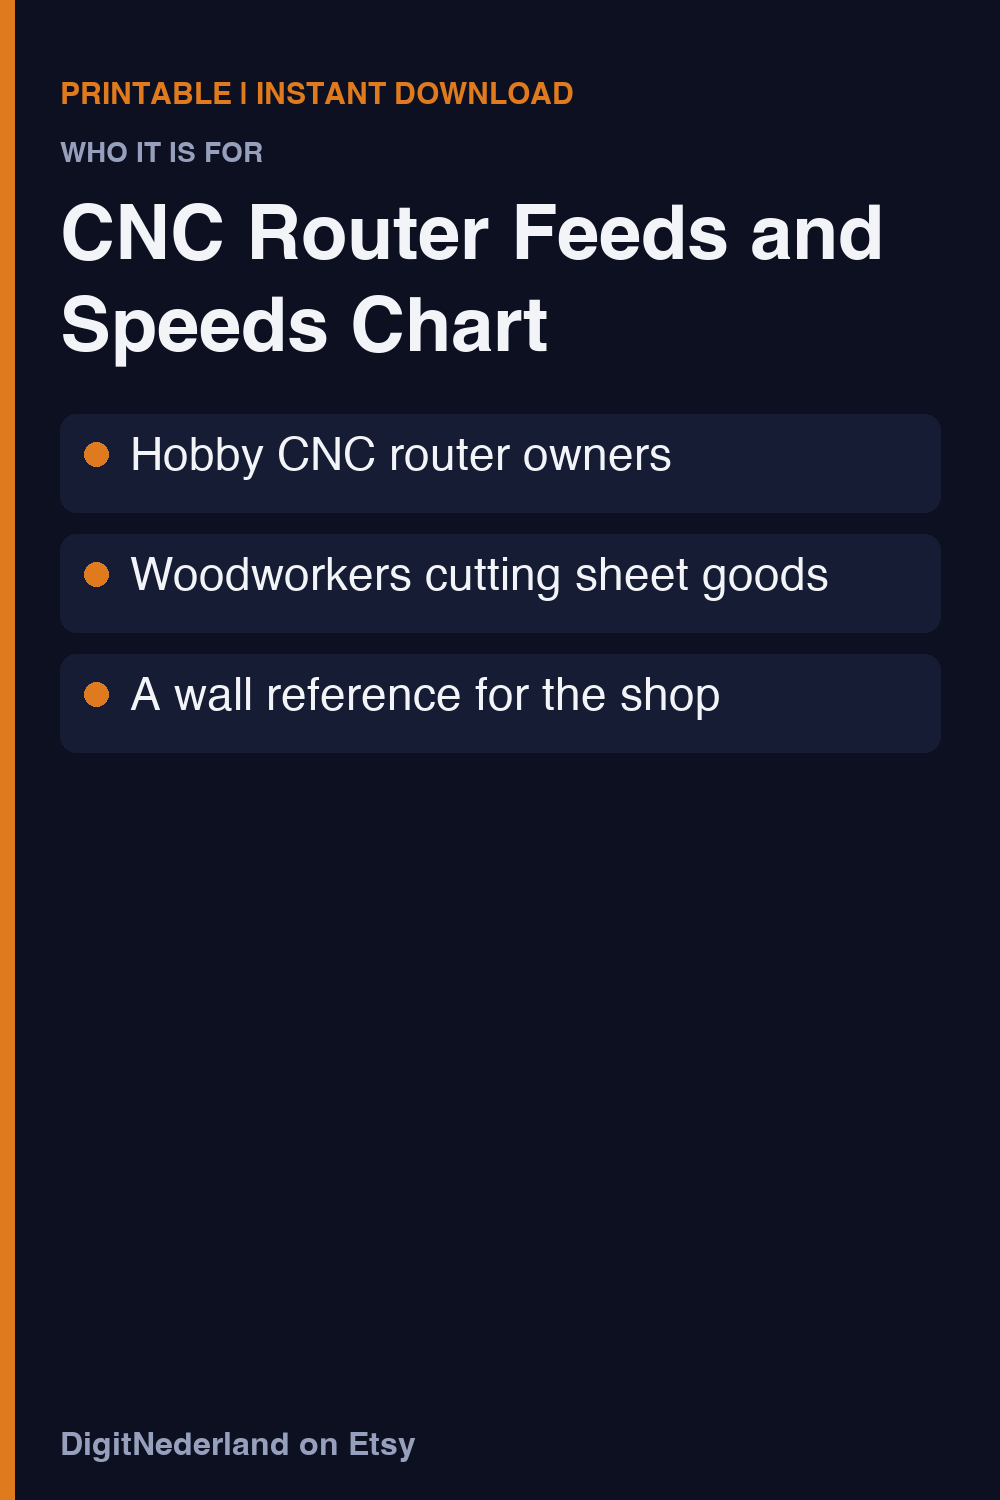 PRINTABLE | INSTANT DOWNLOAD
WHO IT IS FOR
CNC Router Feeds and
Speeds Chart
Hobby CNC router owners
Woodworkers cutting sheet goods
A wall reference for the shop
DigitNederland on Etsy